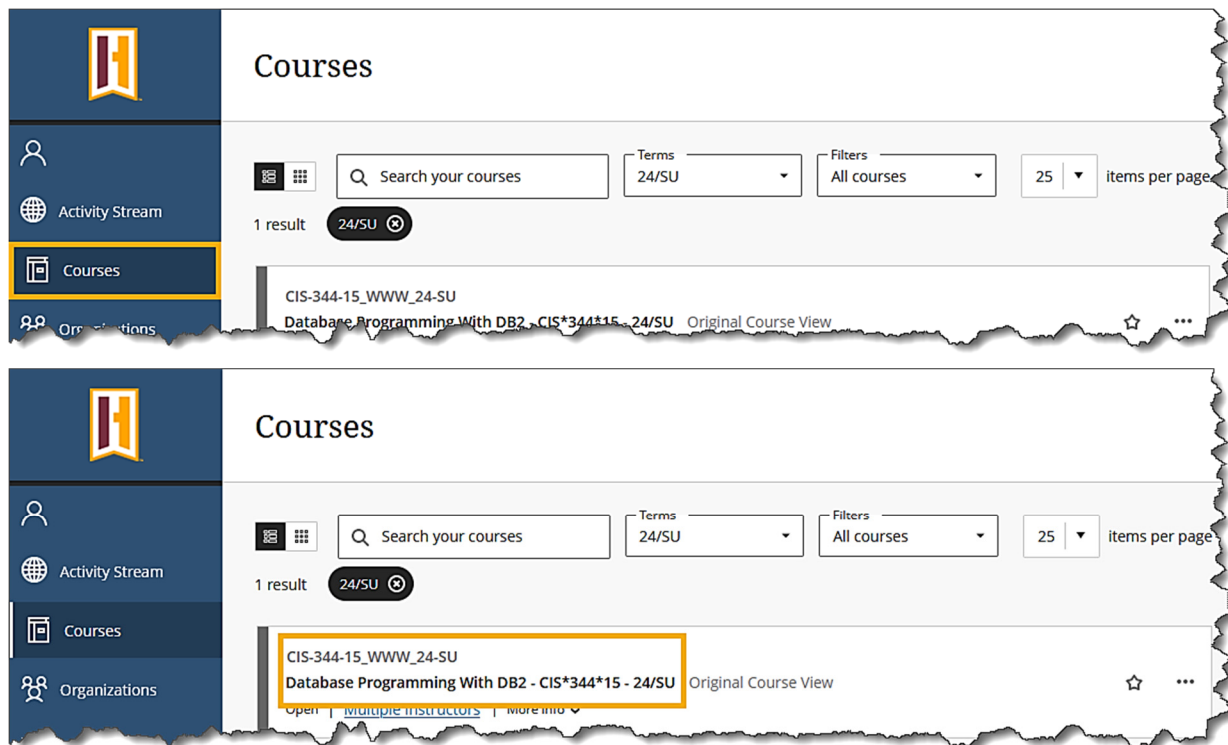 Courses
Terms
Filters
Search your courses
24/SU
All courses
25
items per page
Activity Stream
1 result
24/SU
Courses
CIS-344-15_WWW_24-SU
Organizations
Database Programming With DB2 - CIS*344*15 - 24/SU Original Course View
Courses
Terms
Filters
Search your courses
24/SU
All courses
25
items per page
Activity Stream
1 result
24/SU
Courses
CIS-344-15_WWW_24-SU
Database Programming With DB2 - CIS*344*15 - 24/SU Original Course View
Organizations
Open | Multiple Instructors | More info